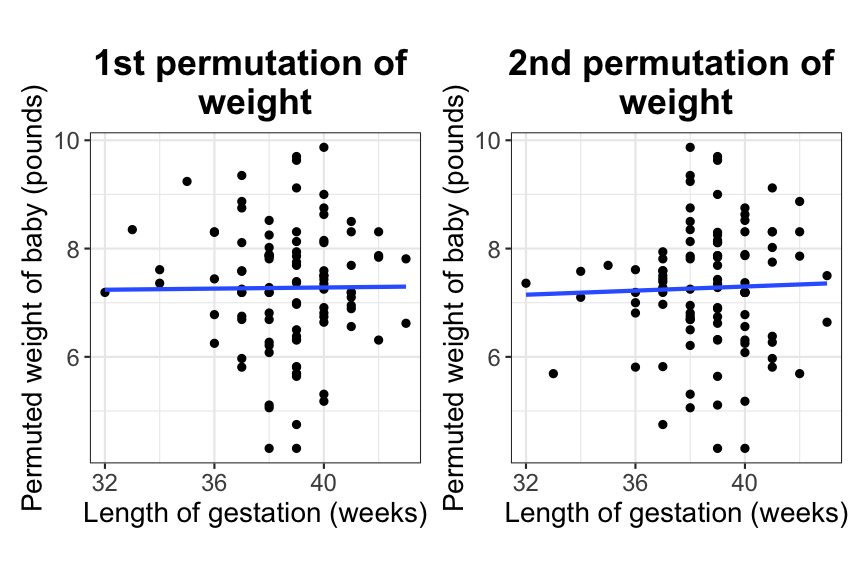 1st permutation of
weight
Permuted weight of baby (pounds)
10
8
6
32 36 40
Length of gestation (weeks)
2nd permutation of
weight
Permuted weight of baby (pounds)
10
8
6
32 36 40
Length of gestation (weeks)